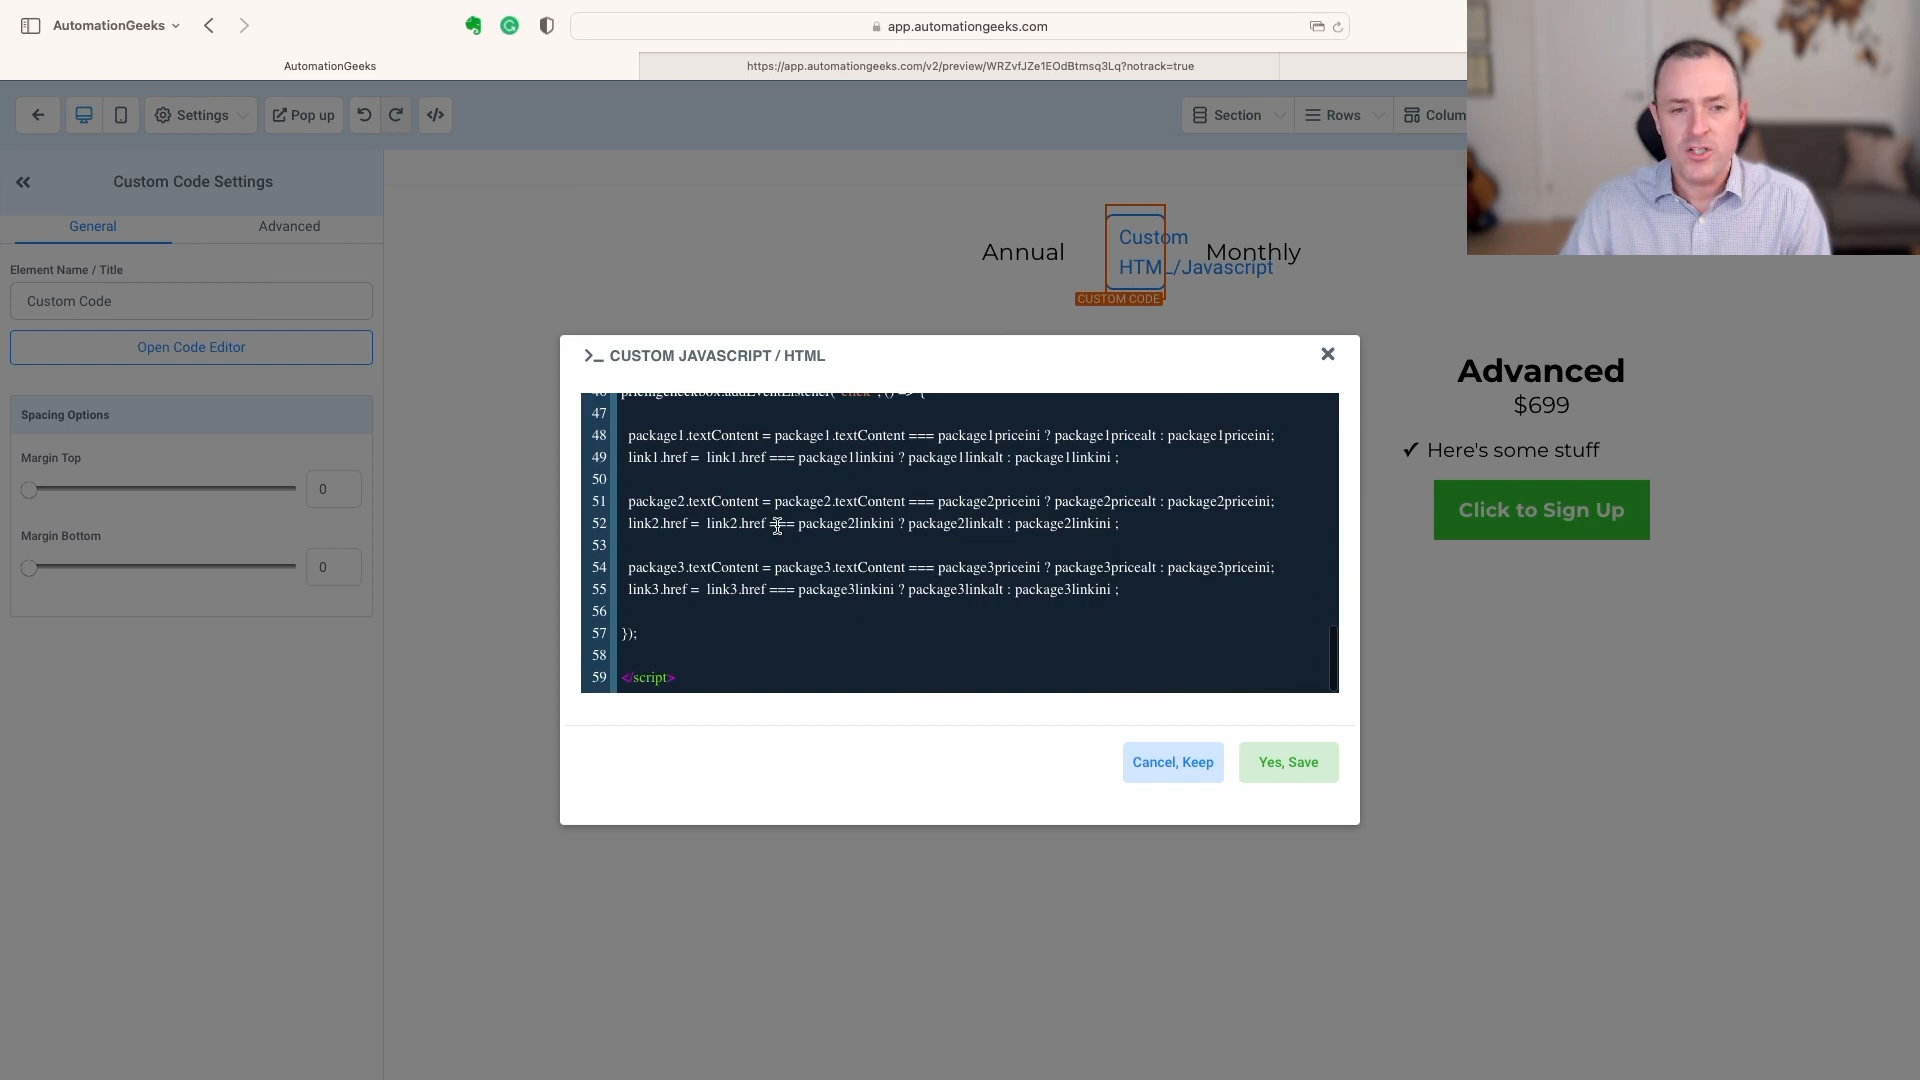 AutomationGeeks
app.automationgeeks.com
AutomationGeeks
https://app.automationgeeks.com/v2/preview/WRZvfJZe1EOdBtmsq3Lq?notrack=true
Settings
Pop up
Section
Rows
Colum
Custom Code Settings
General
Advanced
Element Name / Title
Custom Code
Open Code Editor
Spacing Options
Margin Top
0
Margin Bottom
0
Annual
Custom
HTML/Javascript
Monthly
CUSTOM CODE
Advanced
$699
✓ Here's some stuff
Click to Sign Up
>_ CUSTOM JAVASCRIPT / HTML
46 pricingcheckbox.addEventListener("click", () => {
47
48 package1.textContent = package1.textContent === package1priceini ? package1pricealt : package1priceini;
49 link1.href = link1.href === package1linkini ? package1linkalt : package1linkini ;
50
51 package2.textContent = package2.textContent === package2priceini ? package2pricealt : package2priceini;
52 link2.href = link2.href === package2linkini ? package2linkalt : package2linkini ;
53
54 package3.textContent = package3.textContent === package3priceini ? package3pricealt : package3priceini;
55 link3.href = link3.href === package3linkini ? package3linkalt : package3linkini ;
56
57 });
58
59 </script>
Cancel, Keep
Yes, Save